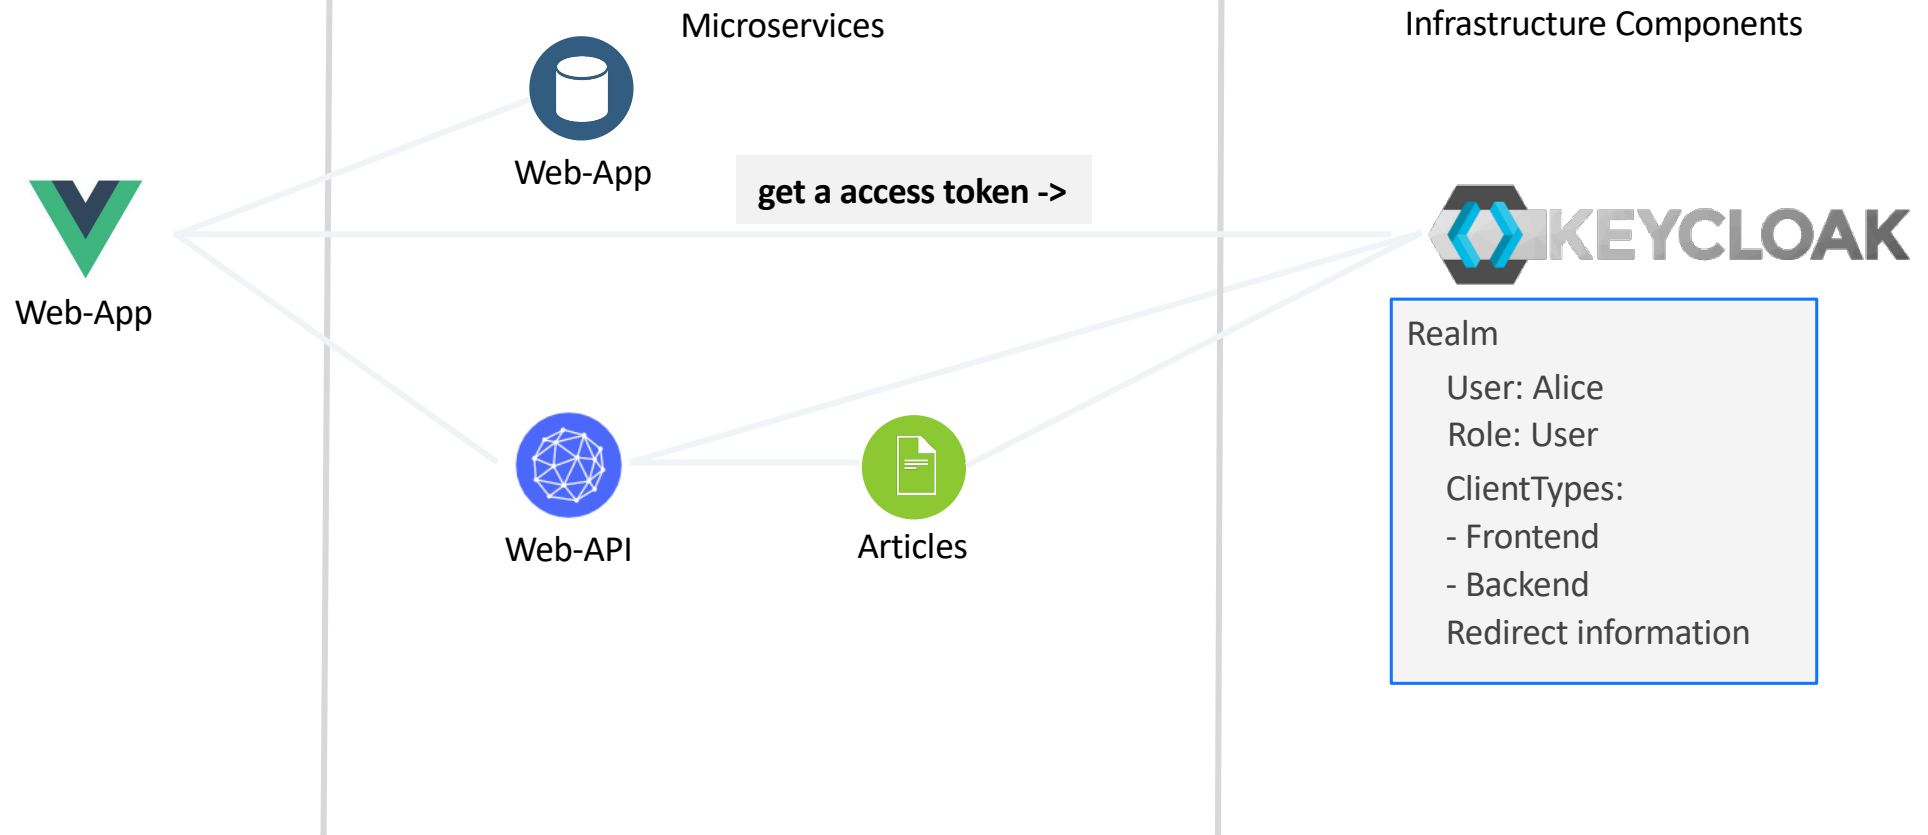 Microservices
Infrastructure Components
Web-App
get a access token ->
KEYCLOAK
Web-App
Realm
User: Alice
Role: User
ClientTypes:
- Frontend
- Backend
Redirect information
Web-API
Articles